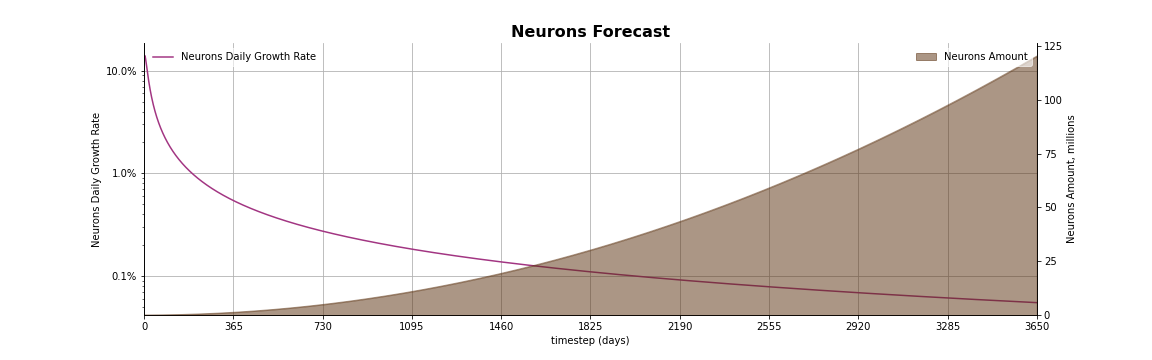 Neurons Forecast
Neurons Daily Growth Rate
Neurons Amount
10.0%
1.0%
0.1%
Neurons Daily Growth Rate
125
100
75
50
25
0
Neurons Amount, millions
0 365 730 1095 1460 1825 2190 2555 2920 3285 3650
timestep (days)